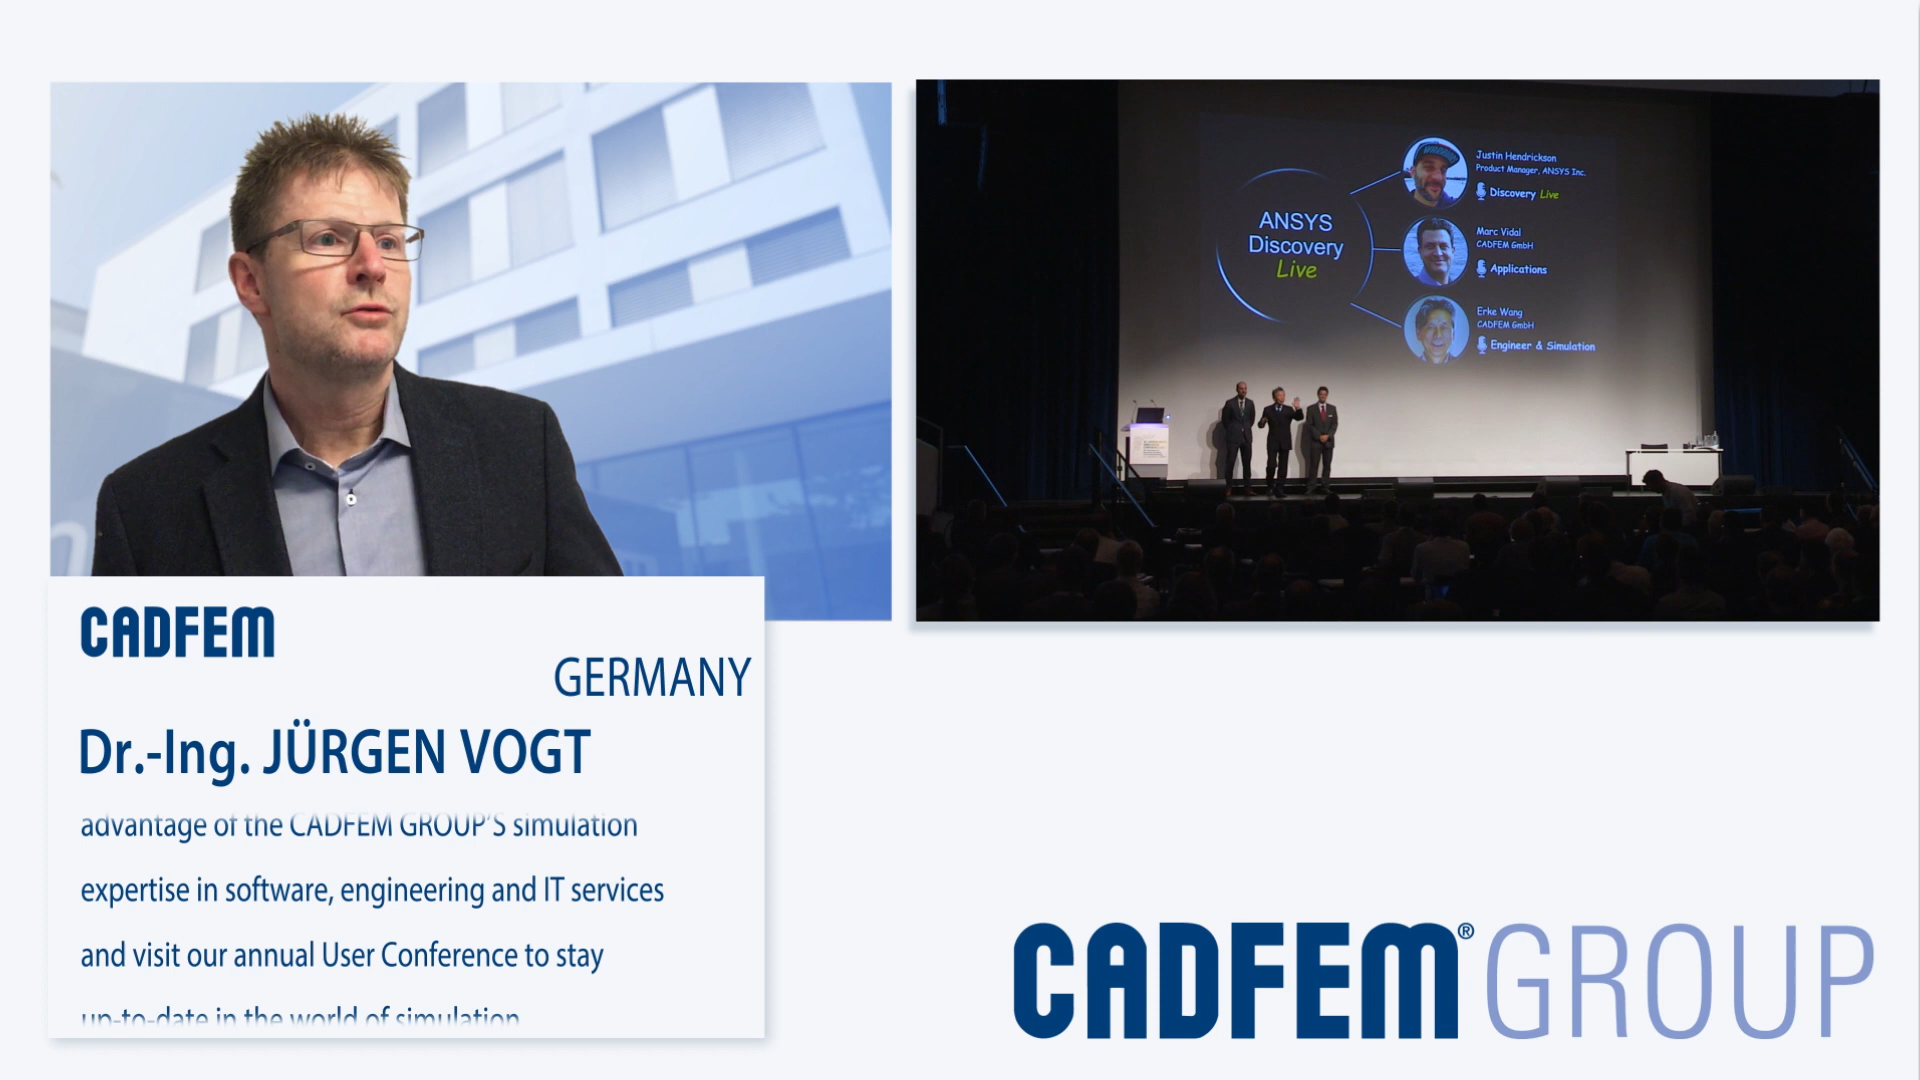 CADFEM
GERMANY
Dr.-Ing. JÜRGEN VOGT
advantage of the CADFEM GROUP'S simulation
expertise in software, engineering and IT services
and visit our annual User Conference to stay
up-to-date in the world of simulation
ANSYS
Discovery
Live
Justin Hendrickson
Product Manager, ANSYS Inc.
Discovery Live
Marc Vidal
CADFEM GmbH
Applications
Erke Wang
CADFEM GmbH
Engineer & Simulation
CADFEM® GROUP